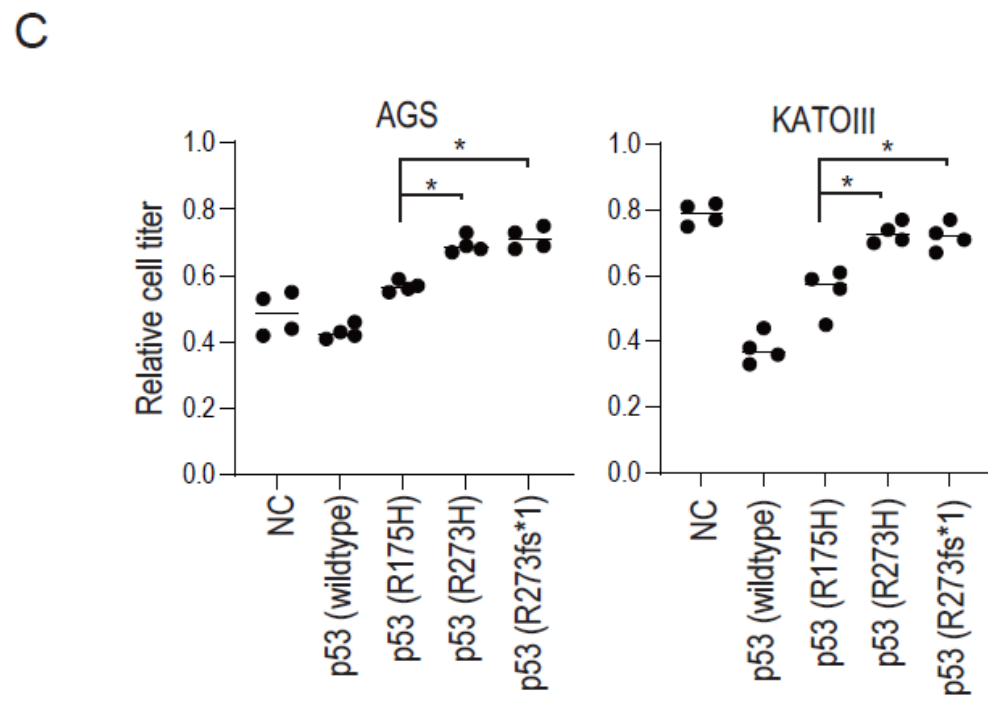 C
AGS
Relative cell titer
1.0
0.8
0.6
0.4
0.2
0.0
*
*
NC
p53 (wildtype)
p53 (R175H)
p53 (R273H)
p53 (R273fs*1)
KATOIII
1.0
0.8
0.6
0.4
0.2
0.0
*
*
NC
p53 (wildtype)
p53 (R175H)
p53 (R273H)
p53 (R273fs*1)